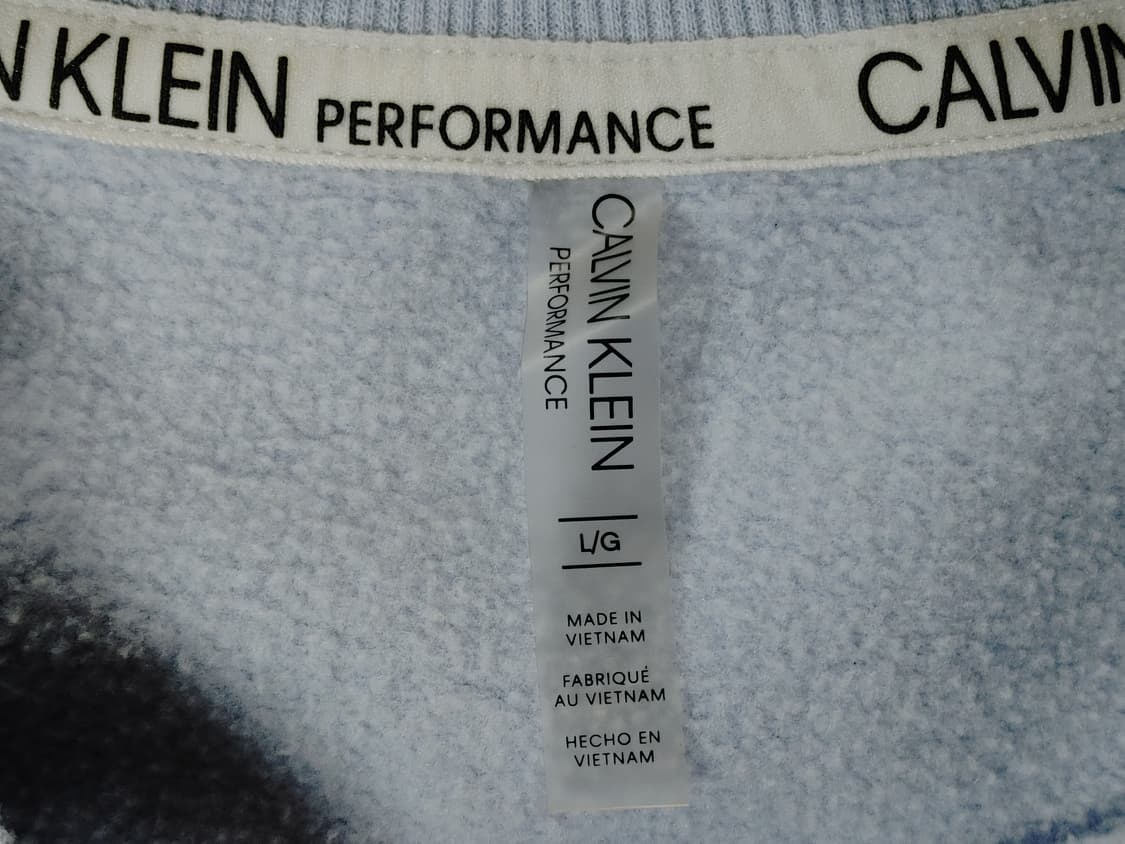 N KLEIN PERFORMANCE CALVIN
CALVIN KLEIN
PERFORMANCE
L/G
MADE IN
VIETNAM
FABRIQUÉ
AU VIETNAM
HECHO EN
VIETNAM